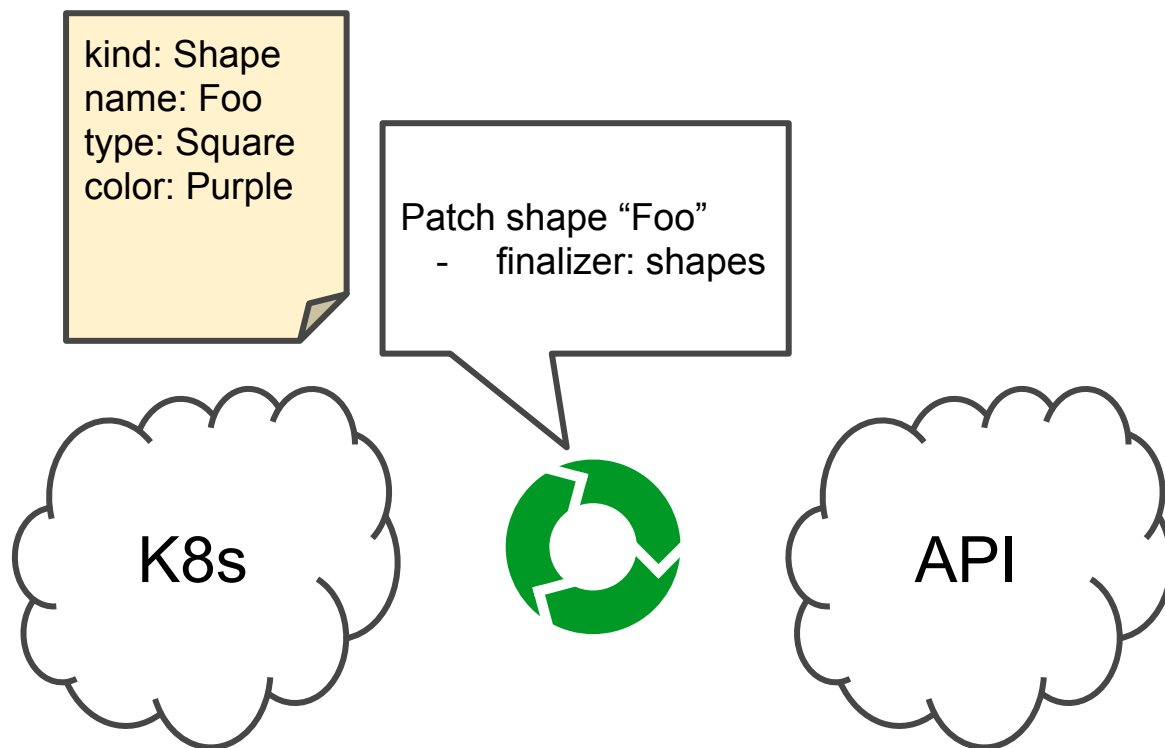 kind: Shape
name: Foo
type: Square
color: Purple
Patch shape “Foo”
- finalizer: shapes
K8s
API